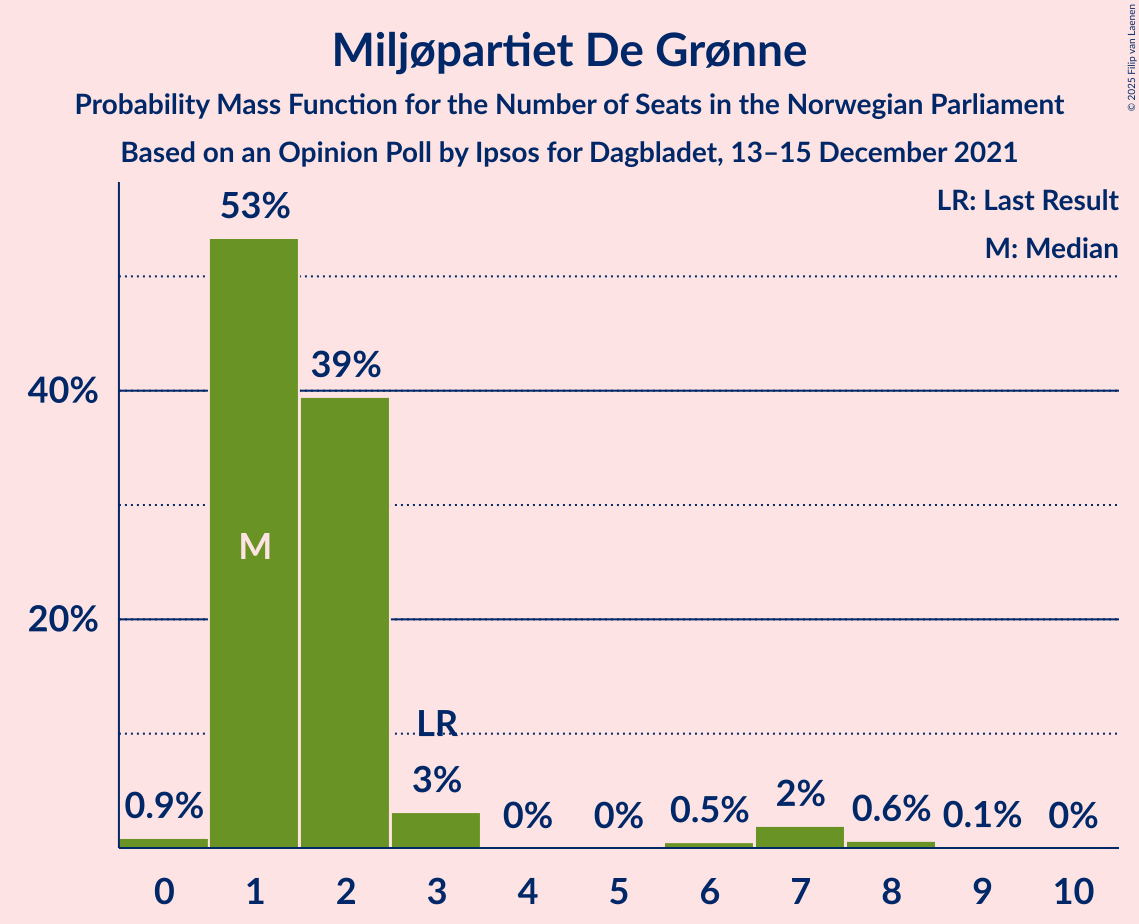 Miljøpartiet De Grønne
Probability Mass Function for the Number of Seats in the Norwegian Parliament
Based on an Opinion Poll by Ipsos for Dagbladet, 13–15 December 2021
© 2025 Filip van Laenen
LR: Last Result
M: Median
53%
39%
40%
M
20%
LR
3%
0.9%
0%
0%
0.5%
2%
0.6%
0.1%
0%
0 1 2 3 4 5 6 7 8 9 10